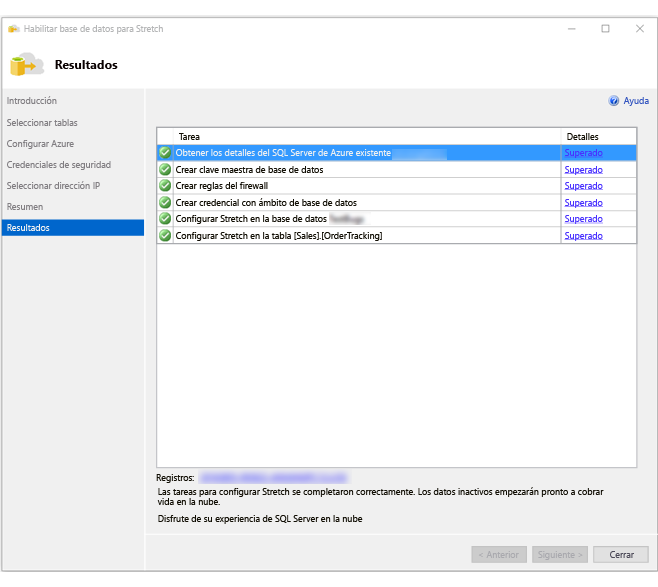 Habilitar base de datos para Stretch
Resultados
Introducción
Seleccionar tablas
Configurar Azure
Credenciales de seguridad
Seleccionar dirección IP
Resumen
Resultados
Ayuda
Tarea Detalles
Obtener los detalles del SQL Server de Azure existente Superado
Crear clave maestra de base de datos Superado
Crear reglas del firewall Superado
Crear credencial con ámbito de base de datos Superado
Configurar Stretch en la base de datos Superado
Configurar Stretch en la tabla [Sales].[OrderTracking] Superado
Registros:
Las tareas para configurar Stretch se completaron correctamente. Los datos inactivos empezarán pronto a cobrar
vida en la nube.
Disfrute de su experiencia de SQL Server en la nube
< Anterior Siguiente > Cerrar